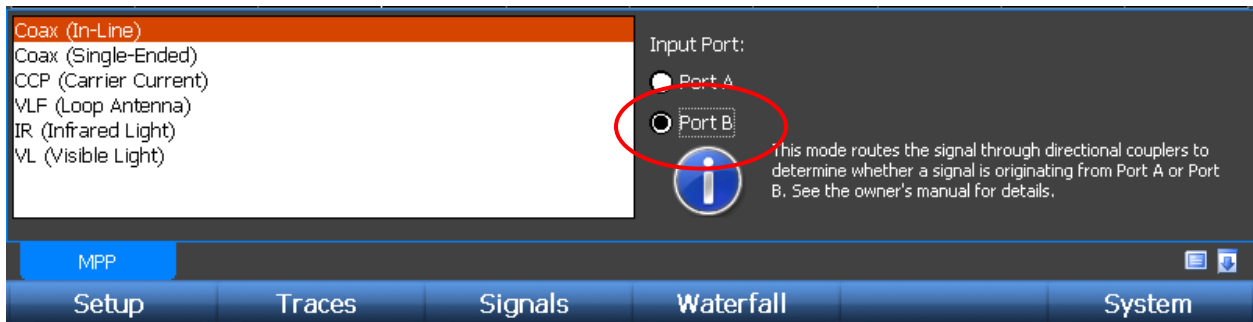 Coax (In-Line)
Coax (Single-Ended)
CCP (Carrier Current)
VLF (Loop Antenna)
IR (Infrared Light)
VL (Visible Light)
Input Port:
Port A
Port B
This mode routes the signal through directional couplers to
determine whether a signal is originating from Port A or Port
B. See the owner's manual for details.
MPP
Setup Traces Signals Waterfall System